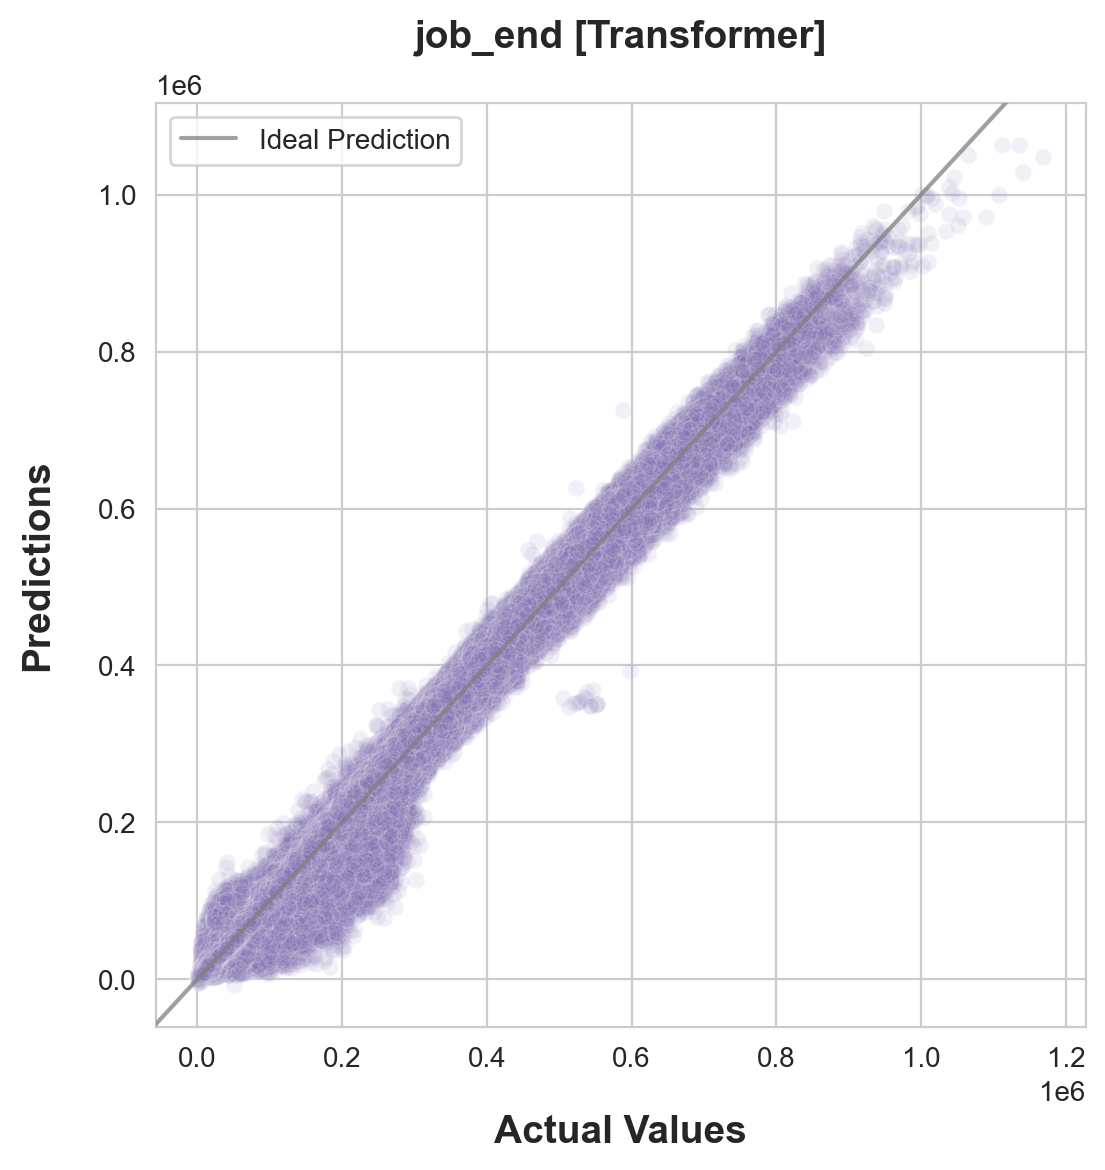 job_end [Transformer]
1e6
Ideal Prediction
1.0
0.8
0.6
0.4
0.2
0.0
Predictions
0.0 0.2 0.4 0.6 0.8 1.0 1.2
1e6
Actual Values